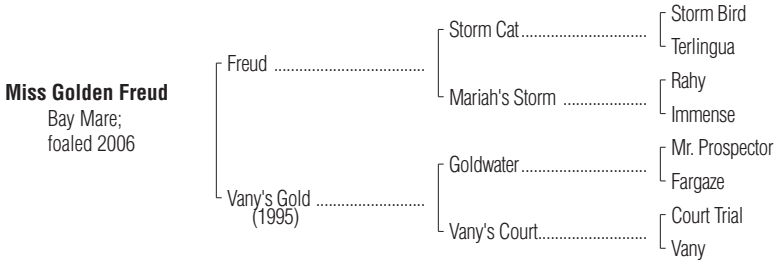 Miss Golden Freud
Bay Mare;
foaled 2006
Freud ................................
Vany's Gold .......................
(1995)
Storm Cat...........................
Mariah's Storm ..................
Goldwater...........................
Vany's Court.......................
Storm Bird
Terlingua
Rahy
Immense
Mr. Prospector
Fargaze
Court Trial
Vany